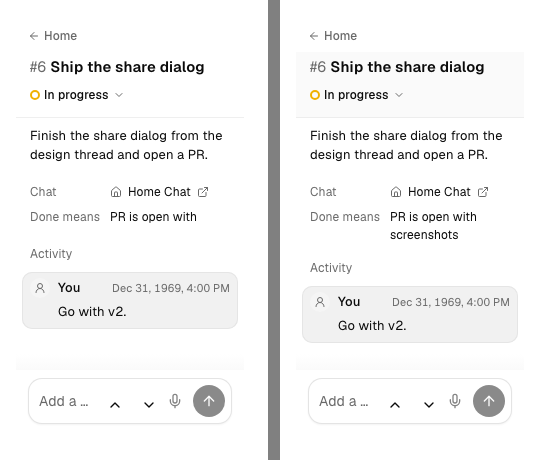 Home
#6 Ship the share dialog
In progress
Finish the share dialog from the
design thread and open a PR.
Chat Home Chat
Done means PR is open with
Activity
You Dec 31, 1969, 4:00 PM
Go with v2.
Add a ...
Home
#6 Ship the share dialog
In progress
Finish the share dialog from the
design thread and open a PR.
Chat Home Chat
Done means PR is open with
screenshots
Activity
You Dec 31, 1969, 4:00 PM
Go with v2.
Add a ...